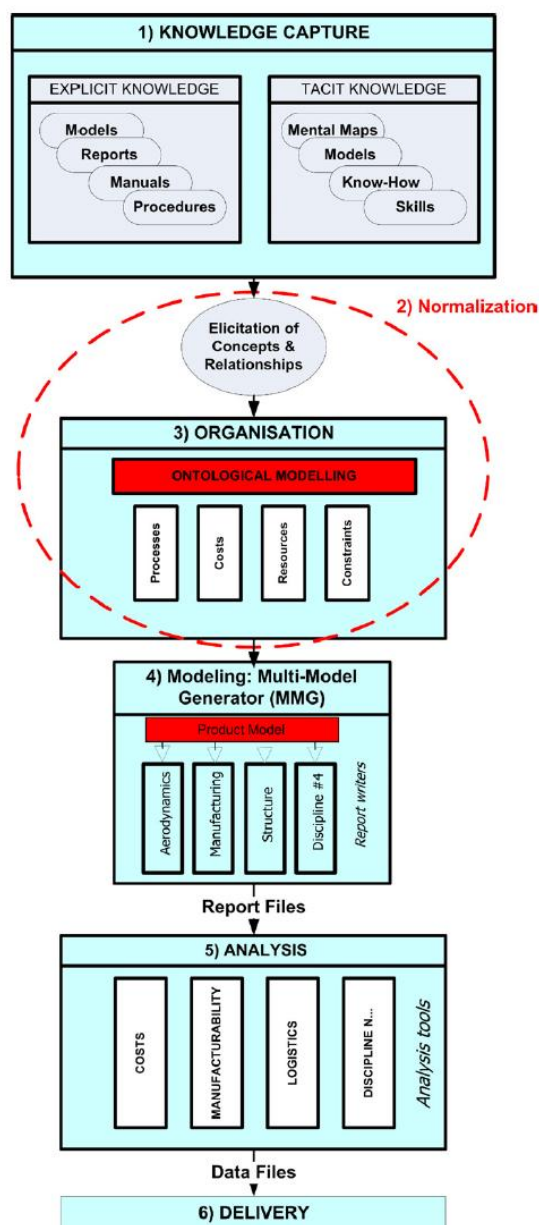 1) KNOWLEDGE CAPTURE
EXPLICIT KNOWLEDGE
Models
Reports
Manuals
Procedures
TACIT KNOWLEDGE
Mental Maps
Models
Know-How
Skills
2) Normalization
Elicitation of
Concepts &
Relationships
3) ORGANISATION
ONTOLOGICAL MODELLING
Processes
Costs
Resources
Constraints
4) Modeling: Multi-Model
Generator (MMG)
Product Model
Aerodynamics
Manufacturing
Structure
Discipline #4
Report writers
Report Files
5) ANALYSIS
COSTS
MANUFACTURABILITY
LOGISTICS
DISCIPLINE N...
Analysis tools
Data Files
6) DELIVERY